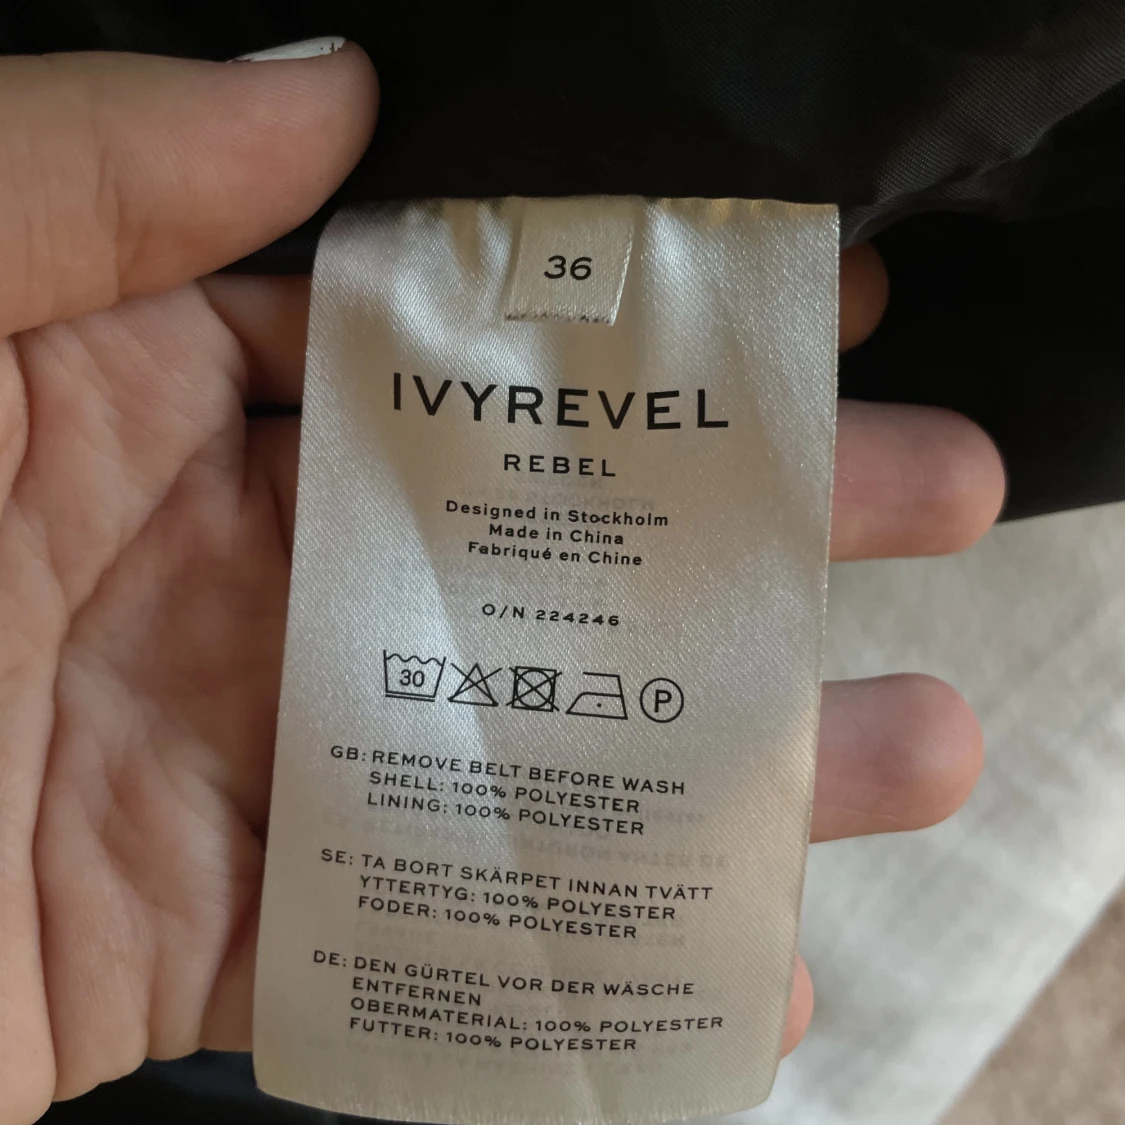 36
IVYREVEL
REBEL
Designed in Stockholm
Made in China
Fabriqué en Chine
O/N 224246
30
P
GB: REMOVE BELT BEFORE WASH
SHELL: 100% POLYESTER
LINING: 100% POLYESTER
SE: TA BORT SKÄRPET INNAN TVÄTT
YTTERTYG: 100% POLYESTER
FODER: 100% POLYESTER
DE: DEN GÜRTEL VOR DER WÄSCHE
ENTFERNEN
OBERMATERIAL: 100% POLYESTER
FUTTER: 100% POLYESTER